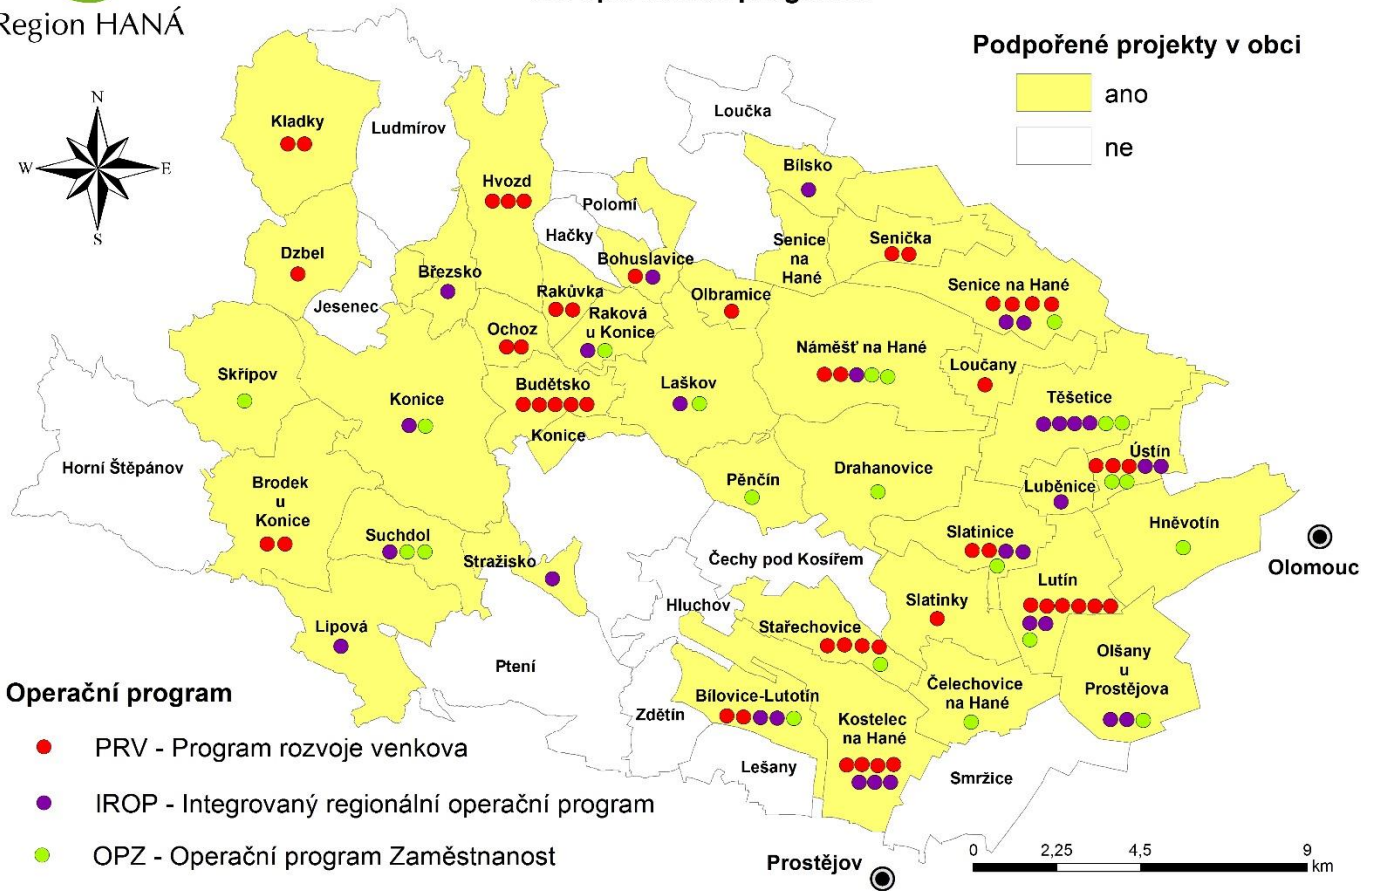 Region HANÁ
Podpořené projekty v obci
ano
ne
N
W
E
S
Kladky
Ludmírov
Loučka
Bílsko
Hvozd
Polomí
Hačky
Senice
na
Hané
Senička
Dzbel
Březsko
Bohuslavice
Jesenec
Rakůvka
Olbramice
Senice na Hané
Raková
u Konice
Ochoz
Náměšť na Hané
Loučany
Skřípov
Budětsko
Laškov
Konice
Těšetice
Konice
Ústín
Horní Štěpánov
Brodek
u
Konice
Pěnčín
Drahanovice
Luběnice
Hněvotín
Suchdol
Stražisko
Slatinice
Čechy pod Kosířem
Olomouc
Lutín
Hluchov
Slatinky
Lipová
Stařechovice
Olšany
u
Prostějova
Ptení
Čelechovice
na Hané
Bílovice-Lutotín
Zdětín
Kostelec
na Hané
Lešany
Smržice
Operační program
PRV - Program rozvoje venkova
IROP - Integrovaný regionální operační program
OPZ - Operační program Zaměstnanost
Prostějov
0 2,25 4,5 9
km